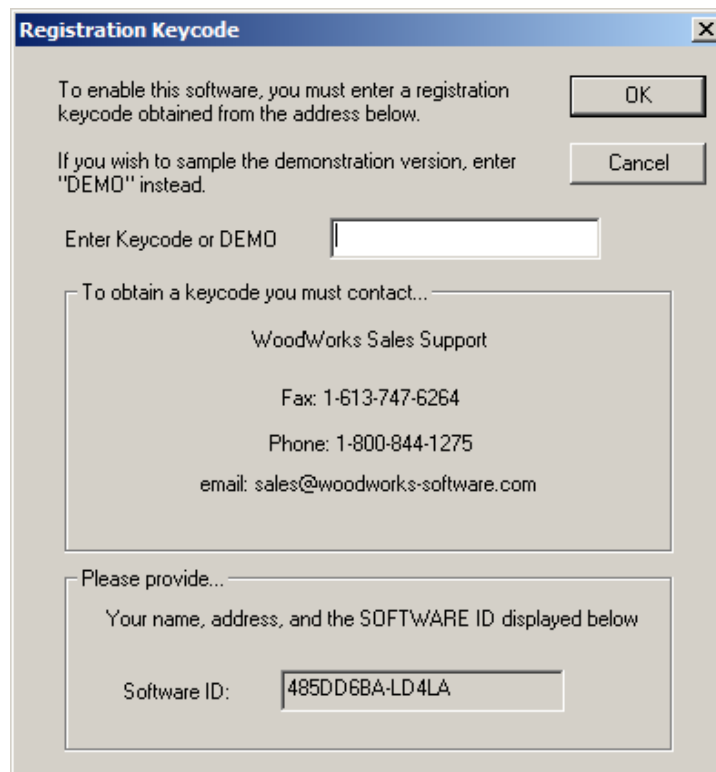 Registration Keycode
To enable this software, you must enter a registration
keycode obtained from the address below.
OK
If you wish to sample the demonstration version, enter
"DEMO" instead.
Cancel
Enter Keycode or DEMO
To obtain a keycode you must contact...
WoodWorks Sales Support
Fax: 1-613-747-6264
Phone: 1-800-844-1275
email: sales@woodworks-software.com
Please provide...
Your name, address, and the SOFTWARE ID displayed below
Software ID: 485DD6BA-LD4LA